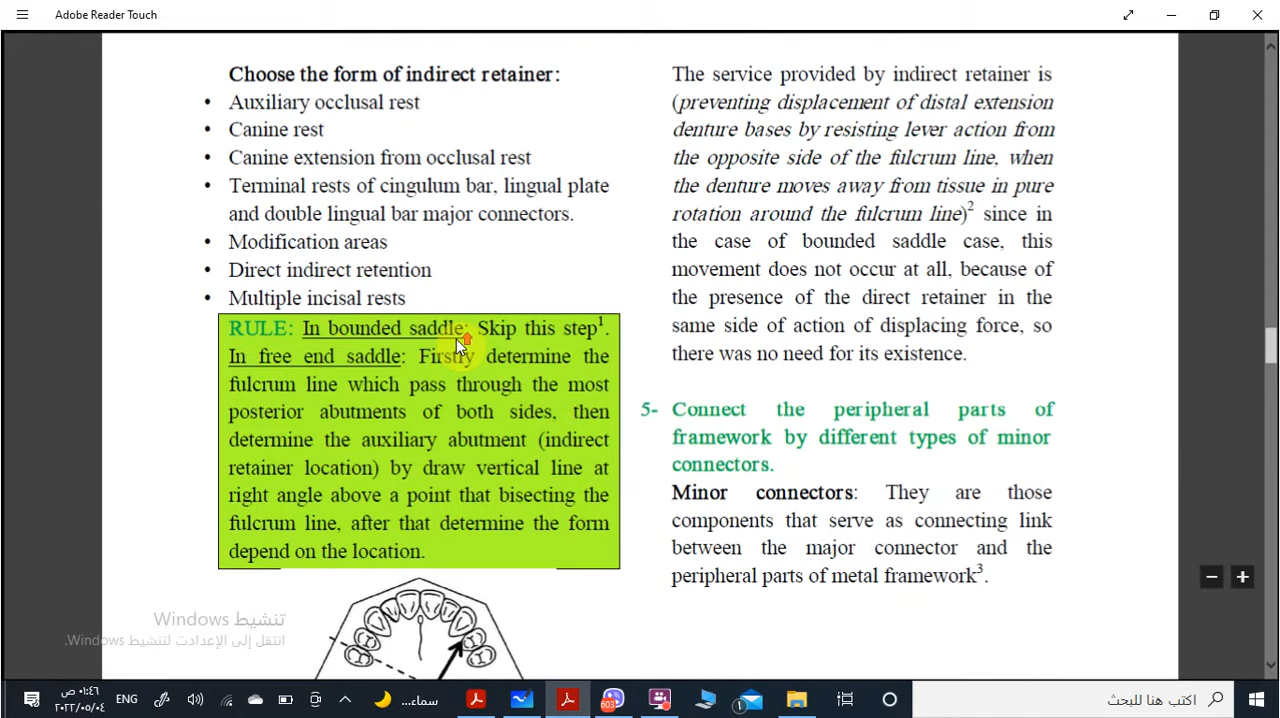 Adobe Reader Touch
Choose the form of indirect retainer:
• Auxiliary occlusal rest
• Canine rest
• Canine extension from occlusal rest
• Terminal rests of cingulum bar, lingual plate
and double lingual bar major connectors.
• Modification areas
• Direct indirect retention
• Multiple incisal rests
RULE: In bounded saddle: Skip this step1.
In free end saddle: Firstly determine the
fulcrum line which pass through the most
posterior abutments of both sides, then
determine the auxiliary abutment (indirect
retainer location) by draw vertical line at
right angle above a point that bisecting the
fulcrum line, after that determine the form
depend on the location.
The service provided by indirect retainer is
(preventing displacement of distal extension
denture bases by resisting lever action from
the opposite side of the fulcrum line, when
the denture moves away from tissue in pure
rotation around the fulcrum line)2 since in
the case of bounded saddle case, this
movement does not occur at all, because of
the presence of the direct retainer in the
same side of action of displacing force, so
there was no need for its existence.
5- Connect the peripheral parts of
framework by different types of minor
connectors.
Minor connectors: They are those
components that serve as connecting link
between the major connector and the
peripheral parts of metal framework3.
تنشيط Windows
انتقل إلى الإعدادات لتنشيط Windows.
٠١:٤٦ ص
٢٠٢٢/٠٥/٠٤
ENG
سماء...
603
١
اكتب هنا للبحث